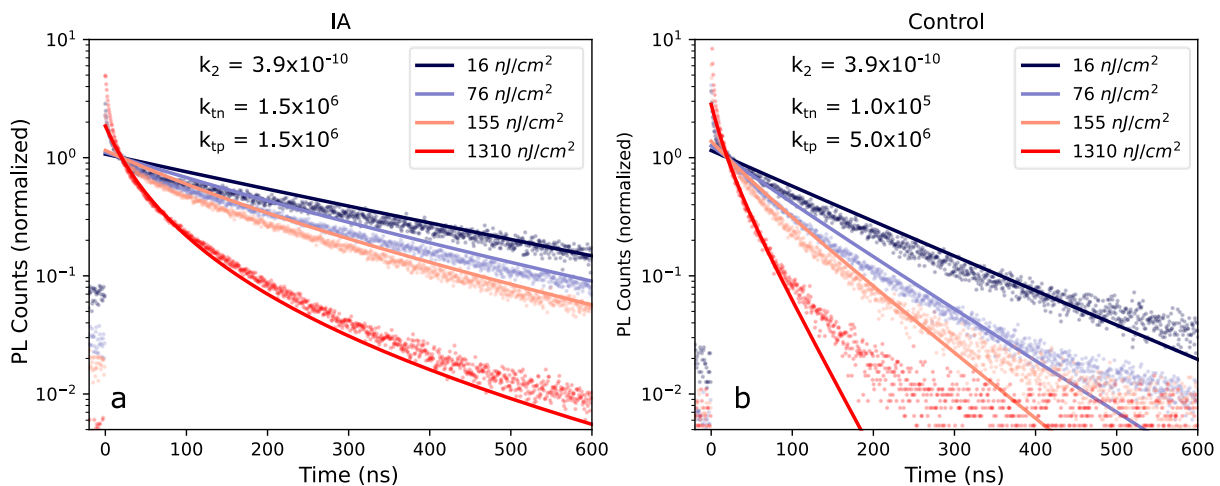 IA
PL Counts (normalized)
10¹
10⁰
10⁻¹
10⁻²
k₂ = 3.9x10⁻¹⁰
kₜₙ = 1.5x10⁶
kₜₚ = 1.5x10⁶
16 nJ/cm²
76 nJ/cm²
155 nJ/cm²
1310 nJ/cm²
a
0 100 200 300 400 500 600
Time (ns)
Control
PL Counts (normalized)
10¹
10⁰
10⁻¹
10⁻²
k₂ = 3.9x10⁻¹⁰
kₜₙ = 1.0x10⁵
kₜₚ = 5.0x10⁶
16 nJ/cm²
76 nJ/cm²
155 nJ/cm²
1310 nJ/cm²
b
0 100 200 300 400 500 600
Time (ns)